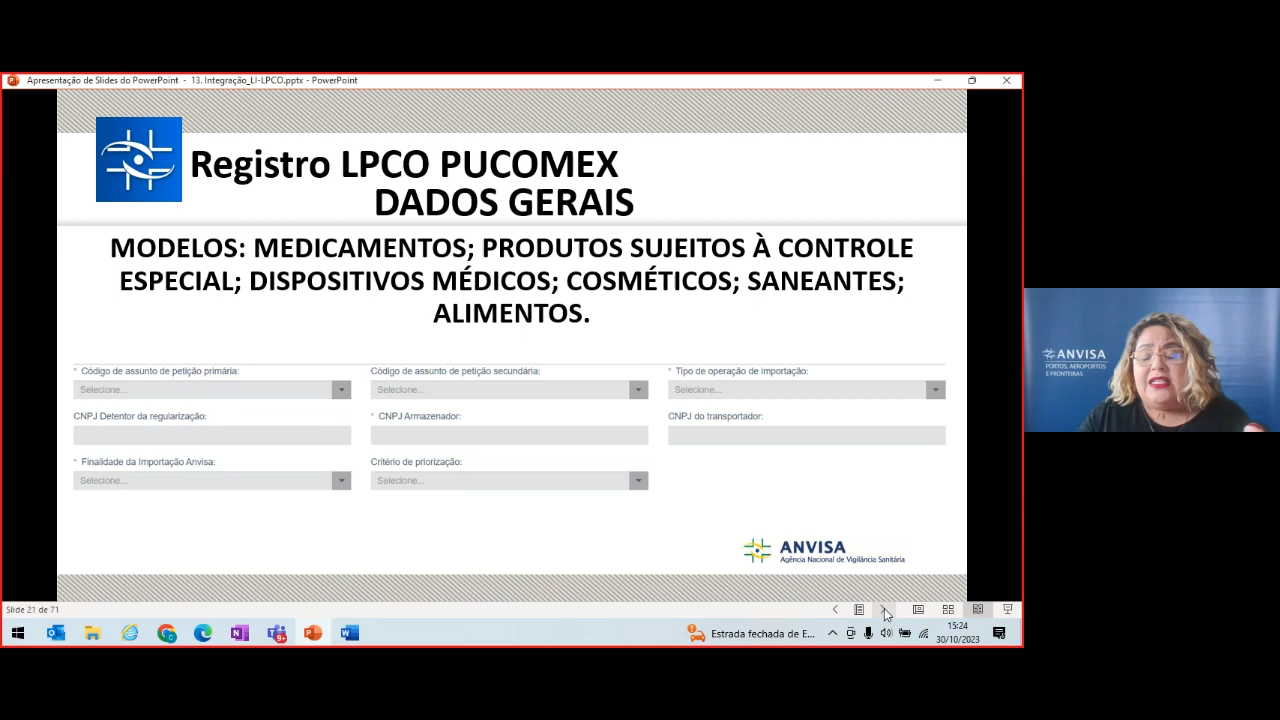 Apresentação de Slides do PowerPoint - 13. Integração_LI-LPCO.pptx - PowerPoint
Registro LPCO PUCOMEX
DADOS GERAIS
MODELOS: MEDICAMENTOS; PRODUTOS SUJEITOS À CONTROLE
ESPECIAL; DISPOSITIVOS MÉDICOS; COSMÉTICOS; SANEANTES;
ALIMENTOS.
* Código de assunto de petição primária: Código de assunto de petição secundária: * Tipo de operação de importação:
Selecione... Selecione... Selecione...
CNPJ Detentor da regularização: * CNPJ Armazenador: CNPJ do transportador:
* Finalidade da Importação Anvisa: Critério de priorização:
Selecione... Selecione...
ANVISA
Agência Nacional de Vigilância Sanitária
ANVISA
PORTOS, AEROPORTOS
E FRONTEIRAS
Slide 21 de 71
9+
Estrada fechada de E...
15:24
30/10/2023